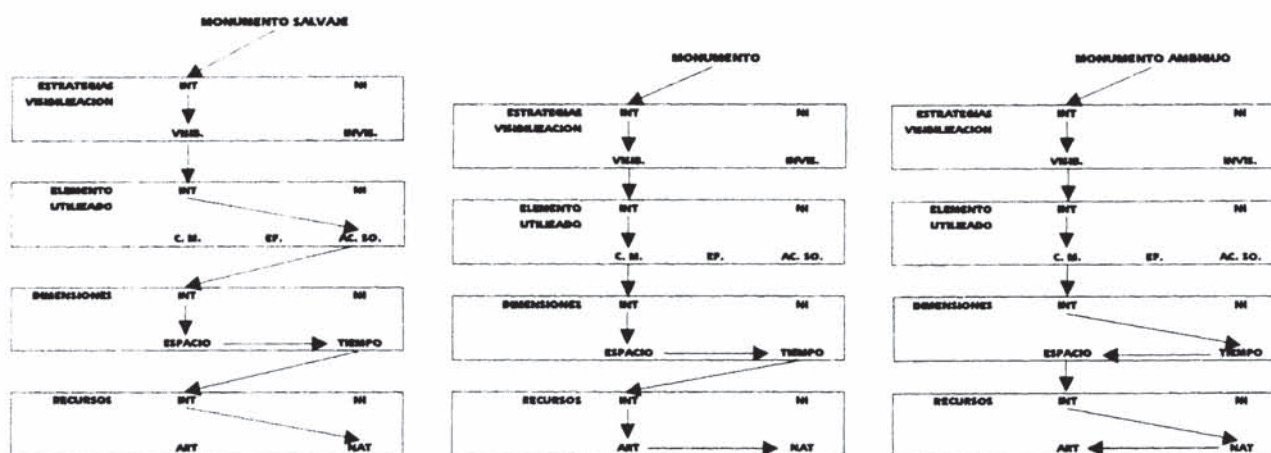 MONUMENTO SALVAJE
ESTRATEGIAS INT NI
VISIBILIZACION
VISIB. INVIS.
ELEMENTO INT NI
UTILIZADO
C. M. EF. AC. SO.
DIMENSIONES INT NI
ESPACIO TIEMPO
RECURSOS INT NI
ART NAT
MONUMENTO
ESTRATEGIAS INT NI
VISIBILIZACION
VISIB. INVIS.
ELEMENTO INT NI
UTILIZADO
C. M. EF. AC. SO.
DIMENSIONES INT NI
ESPACIO TIEMPO
RECURSOS INT NI
ART NAT
MONUMENTO AMBIGUO
ESTRATEGIAS INT NI
VISIBILIZACION
VISIB. INVIS.
ELEMENTO INT NI
UTILIZADO
C. M. EF. AC. SO.
DIMENSIONES INT NI
ESPACIO TIEMPO
RECURSOS INT NI
ART NAT